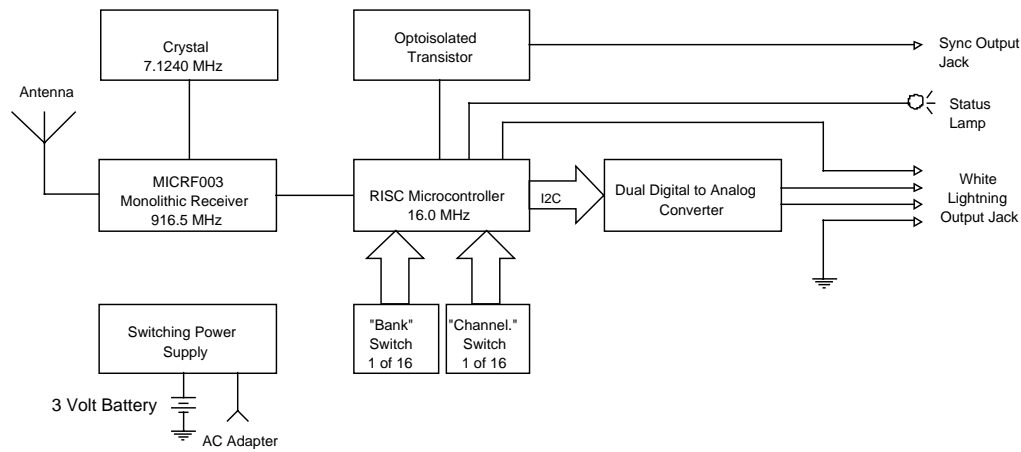 Crystal
7.1240 MHz
Optoisolated
Transistor
Sync Output
Jack
Antenna
Status
Lamp
MICRF003
Monolithic Receiver
916.5 MHz
RISC Microcontroller
16.0 MHz
I2C
Dual Digital to Analog
Converter
White
Lightning
Output Jack
Switching Power
Supply
"Bank"
Switch
1 of 16
"Channel."
Switch
1 of 16
3 Volt Battery
AC Adapter